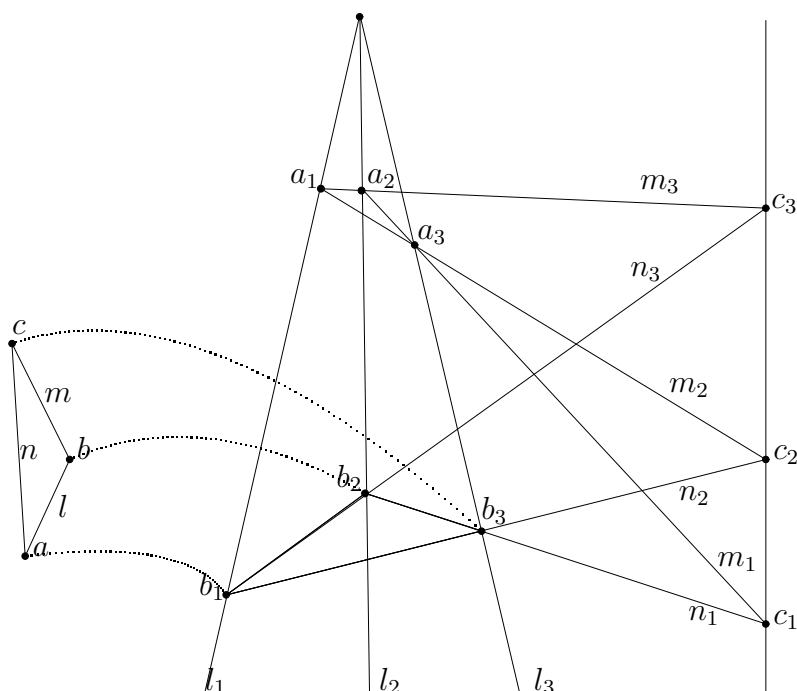 a₁
a₂
m₃
c₃
a₃
n₃
c
m
m₂
n
b
b₂
c₂
l
b₃
n₂
a
m₁
b₁
n₁
c₁
l₁
l₂
l₃